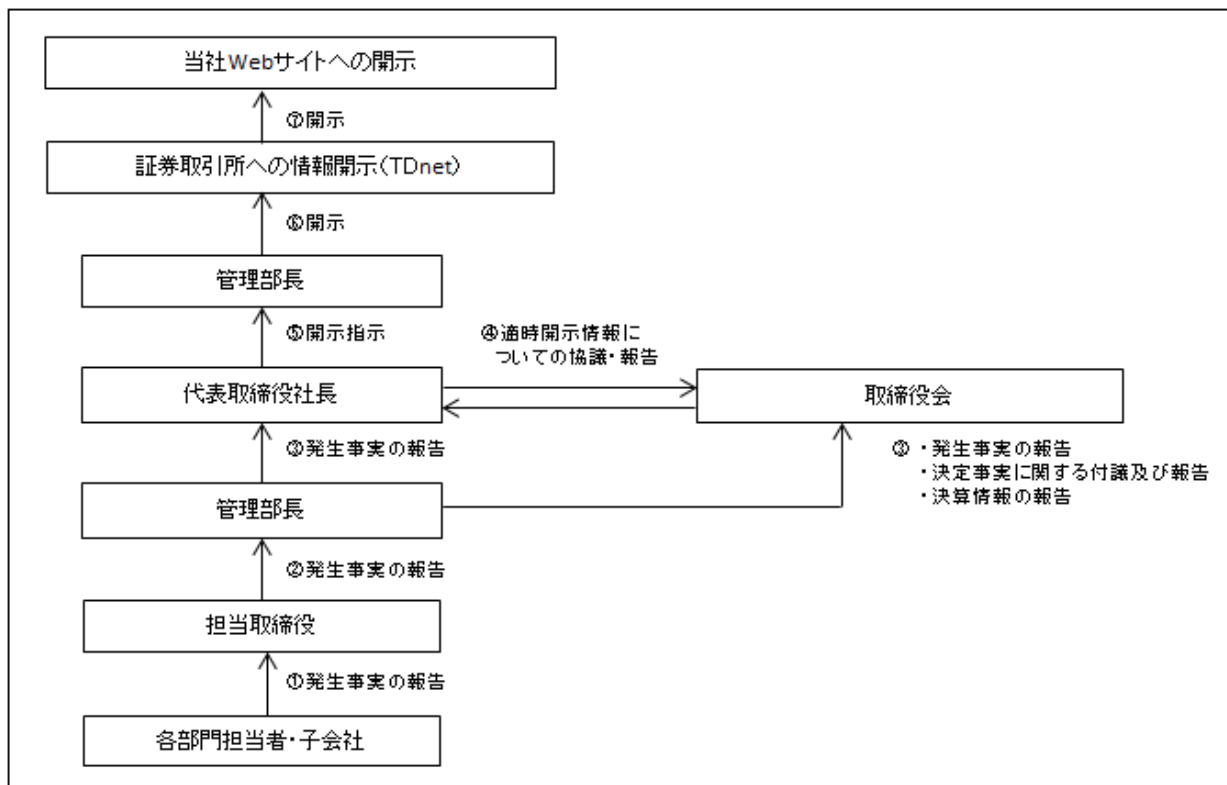 当社Webサイトへの開示
⑦開示
証券取引所への情報開示(TDnet)
⑥開示
管理部長
⑤開示指示
④適時開示情報に
ついての協議・報告
代表取締役社長
取締役会
③発生事実の報告
③・発生事実の報告
・決定事実に関する付議及び報告
・決算情報の報告
管理部長
②発生事実の報告
担当取締役
①発生事実の報告
各部門担当者・子会社